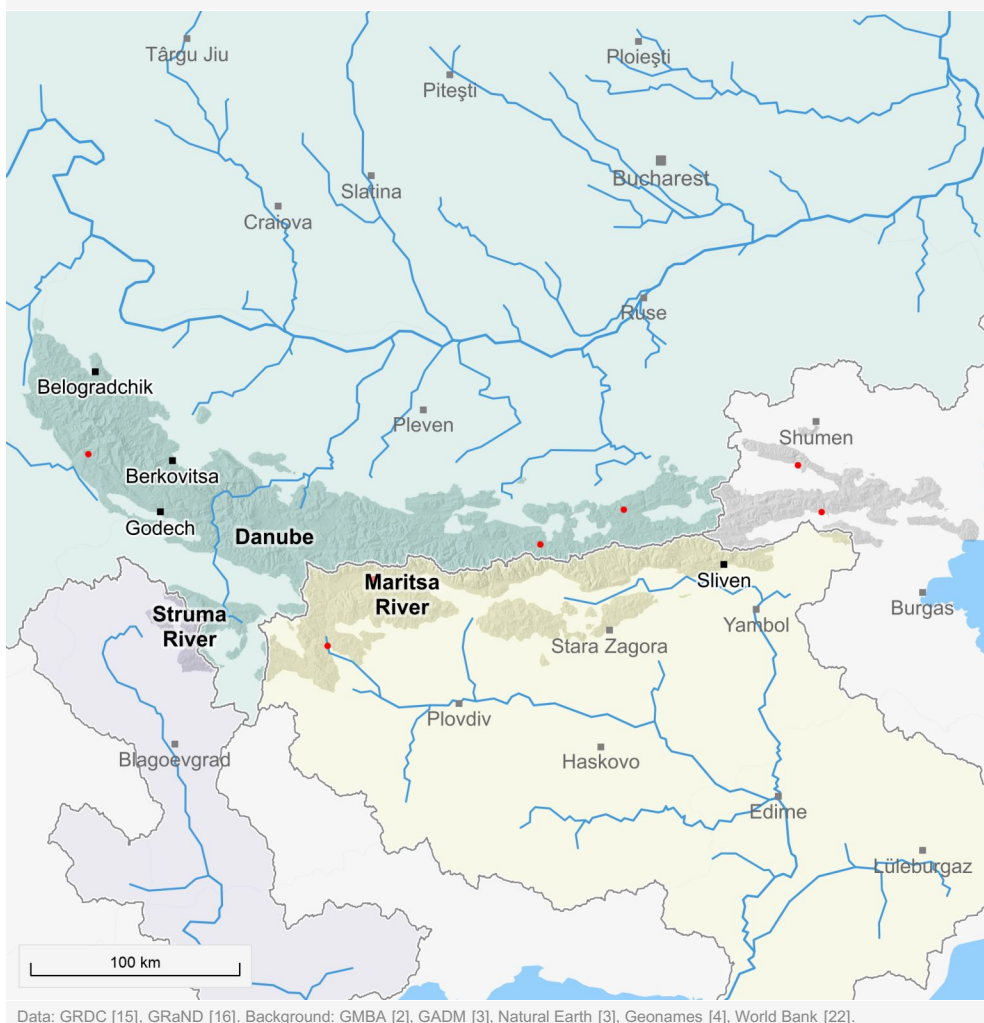 Târgu Jiu
Ploieşti
Piteşti
Bucharest
Slatina
Craiova
Ruse
Belogradchik
Pleven
Shumen
Berkovitsa
Godech
Danube
Sliven
Maritsa
River
Struma
River
Burgas
Yambol
Stara Zagora
Plovdiv
Blagoevgrad
Haskovo
Edirne
Lüleburgaz
100 km
Data: GRDC [15], GRanD [16]. Background: GMBA [2], GADM [3], Natural Earth [3], Geonames [4], World Bank [22].